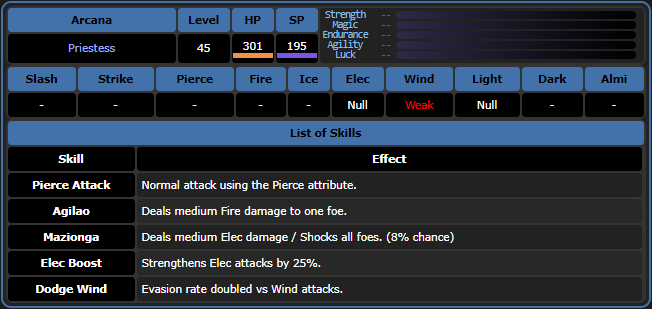 Arcana Level HP SP
Priestess 45 301 195
Strength --
Magic --
Endurance --
Agility --
Luck --
Slash Strike Pierce Fire Ice Elec Wind Light Dark Almi
- - - - - Null Weak Null - -
List of Skills
Skill Effect
Pierce Attack Normal attack using the Pierce attribute.
Agilao Deals medium Fire damage to one foe.
Mazionga Deals medium Elec damage / Shocks all foes. (8% chance)
Elec Boost Strengthens Elec attacks by 25%.
Dodge Wind Evasion rate doubled vs Wind attacks.